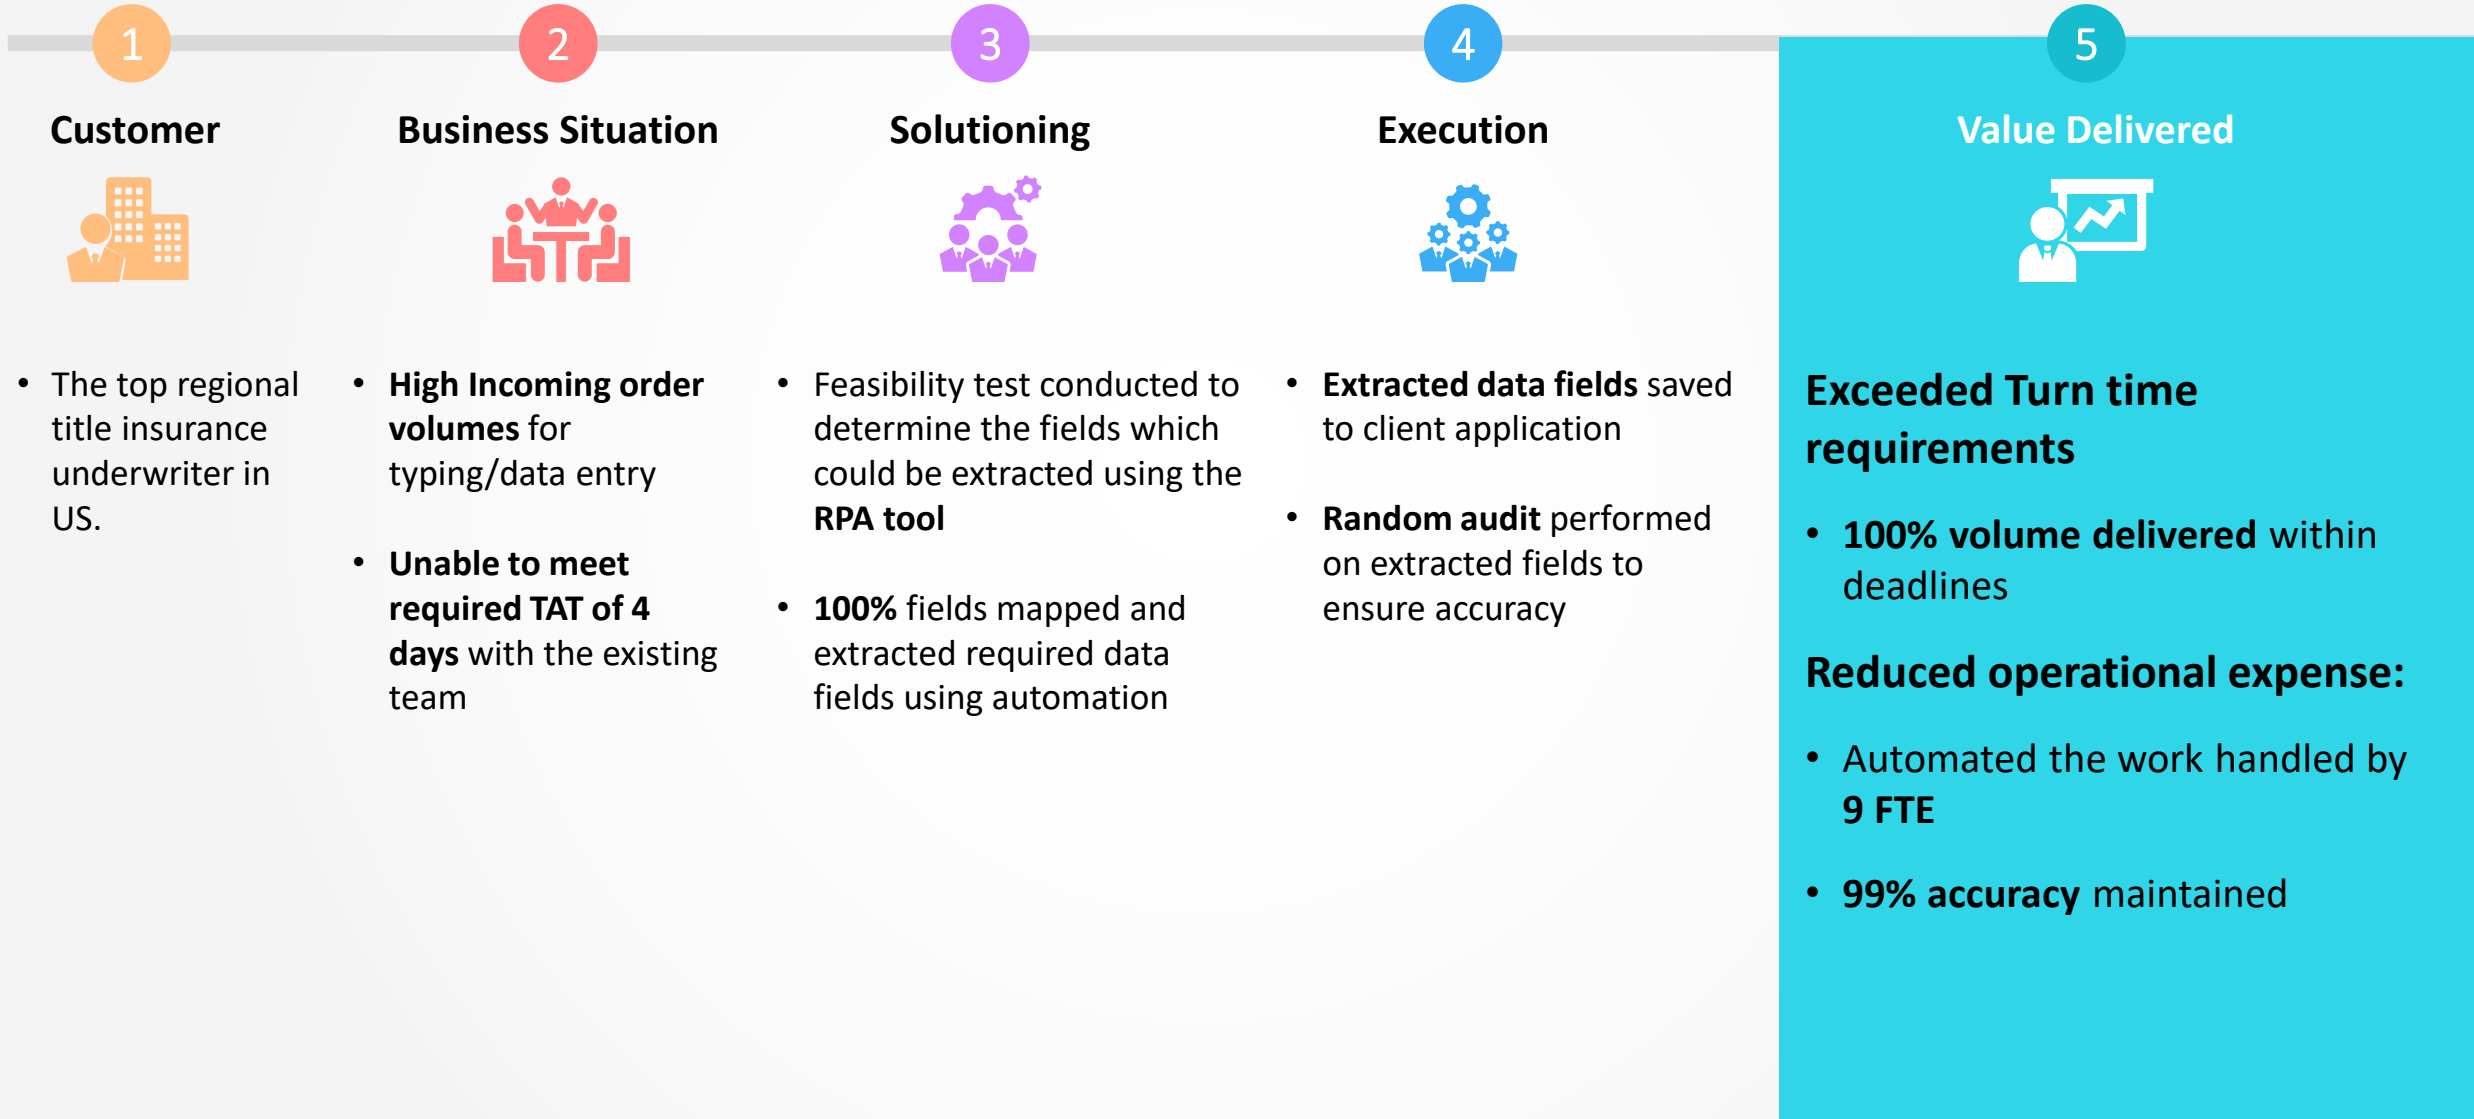 1
Customer
• The top regional
title insurance
underwriter in
US.
2
Business Situation
• High Incoming order
volumes for
typing/data entry
• Unable to meet
required TAT of 4
days with the existing
team
3
Solutioning
• Feasibility test conducted to
determine the fields which
could be extracted using the
RPA tool
• 100% fields mapped and
extracted required data
fields using automation
4
Execution
• Extracted data fields saved
to client application
• Random audit performed
on extracted fields to
ensure accuracy
5
Value Delivered
Exceeded Turn time
requirements
• 100% volume delivered within
deadlines
Reduced operational expense:
• Automated the work handled by
9 FTE
• 99% accuracy maintained